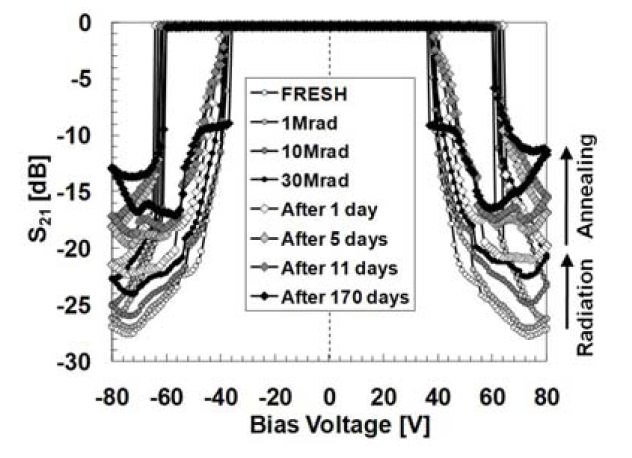 0
-5
-10
-15
-20
-25
-30
S21 [dB]
FRESH
1Mrad
10Mrad
30Mrad
After 1 day
After 5 days
After 11 days
After 170 days
Annealing
Radiation
-80 -60 -40 -20 0 20 40 60 80
Bias Voltage [V]